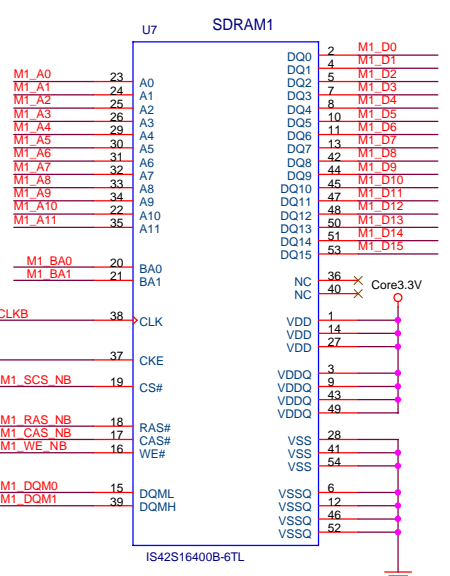 SDRAM1
U7
M1_A0 23 A0 DQ0 2 M1_D0
M1_A1 24 A1 DQ1 4 M1_D1
M1_A2 25 A2 DQ2 5 M1_D2
M1_A3 26 A3 DQ3 7 M1_D3
M1_A4 29 A4 DQ4 8 M1_D4
M1_A5 30 A5 DQ5 10 M1_D5
M1_A6 31 A6 DQ6 11 M1_D6
M1_A7 32 A7 DQ7 13 M1_D7
M1_A8 33 A8 DQ8 42 M1_D8
M1_A9 34 A9 DQ9 44 M1_D9
M1_A10 22 A10 DQ10 45 M1_D10
M1_A11 35 A11 DQ11 47 M1_D11
DQ12 48 M1_D12
DQ13 50 M1_D13
DQ14 51 M1_D14
DQ15 53 M1_D15
M1_BA0 20 BA0
M1_BA1 21 BA1
NC 36
NC 40
Core3.3V
CLKB 38 CLK
VDD 1
VDD 14
VDD 27
37 CKE
M1_SCS_NB 19 CS#
VDDQ 3
VDDQ 9
VDDQ 43
VDDQ 49
M1_RAS_NB 18 RAS#
M1_CAS_NB 17 CAS#
M1_WE_NB 16 WE#
VSS 28
VSS 41
VSS 54
M1_DQM0 15 DQML
M1_DQM1 39 DQMH
VSSQ 6
VSSQ 12
VSSQ 46
VSSQ 52
IS42S16400B-6TL